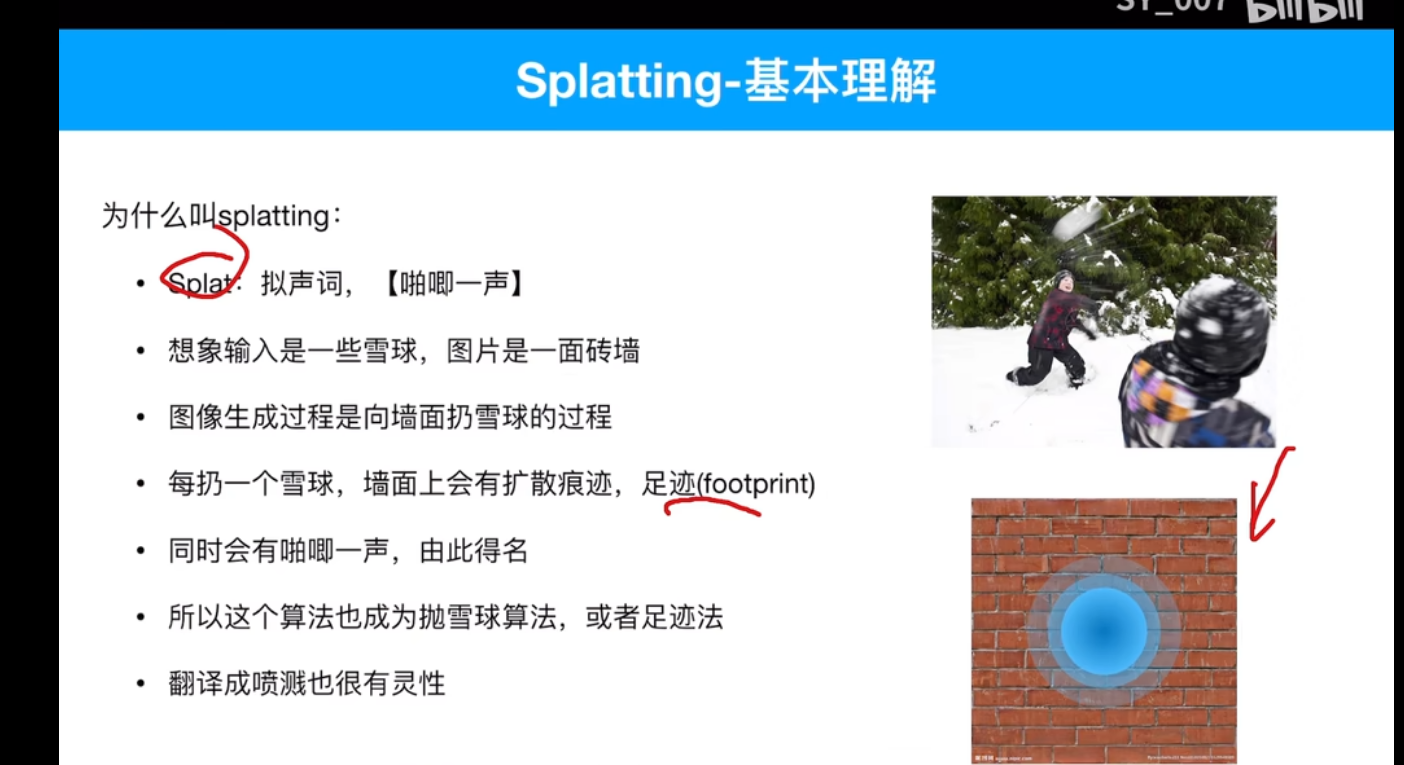 SY_007 bilibili
Splatting-基本理解
为什么叫splatting：
• Splat：拟声词，【啪唧一声】
• 想象输入是一些雪球，图片是一面砖墙
• 图像生成过程是向墙面扔雪球的过程
• 每扔一个雪球，墙面上会有扩散痕迹，足迹(footprint)
• 同时会有啪唧一声，由此得名
• 所以这个算法也成为抛雪球算法，或者足迹法
• 翻译成喷溅也很有灵性